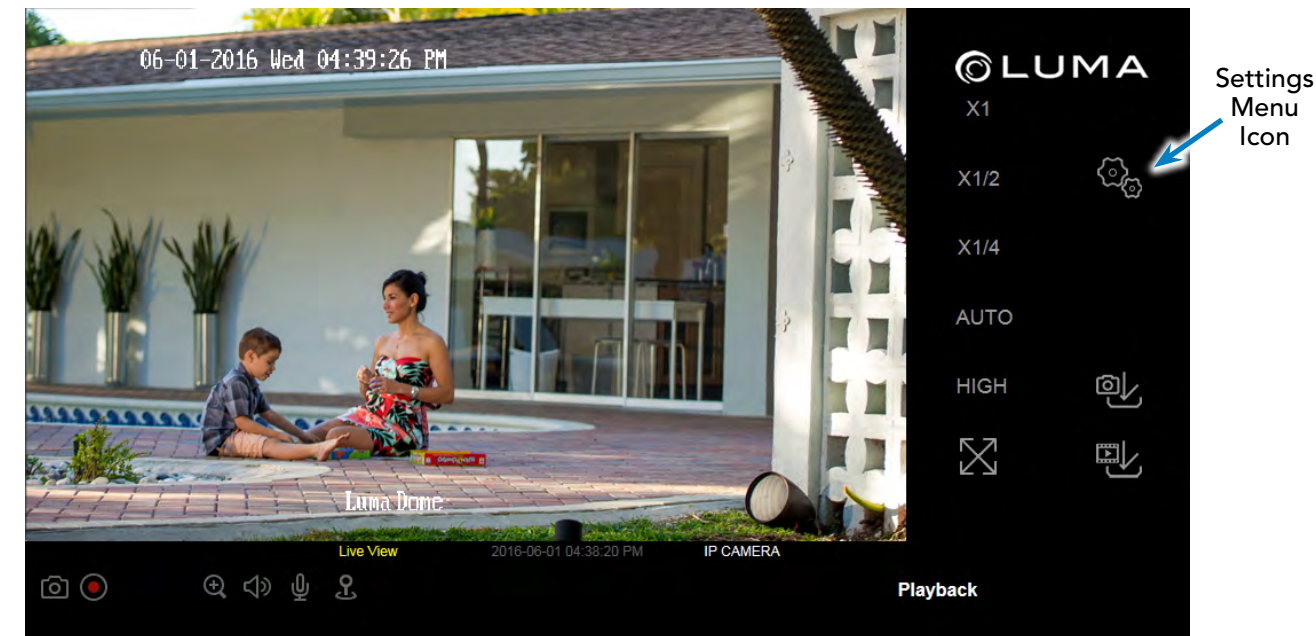 06-01-2016 Wed 04:39:26 PM
LUMA
X1
Settings
Menu
Icon
X1/2
X1/4
AUTO
HIGH
Luma Dome
Live View 2016-06-01 04:38:20 PM IP CAMERA
Playback